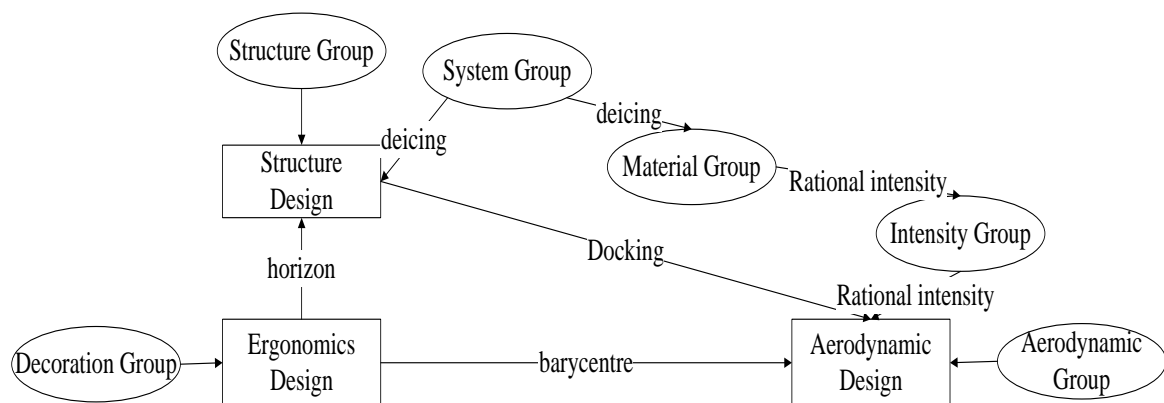 Structure Group
System Group
deicing
deicing
Structure
Design
Material Group
Rational intensity
Intensity Group
Docking
horizon
Rational intensity
Decoration Group
Ergonomics
Design
barycentre
Aerodynamic
Design
Aerodynamic
Group